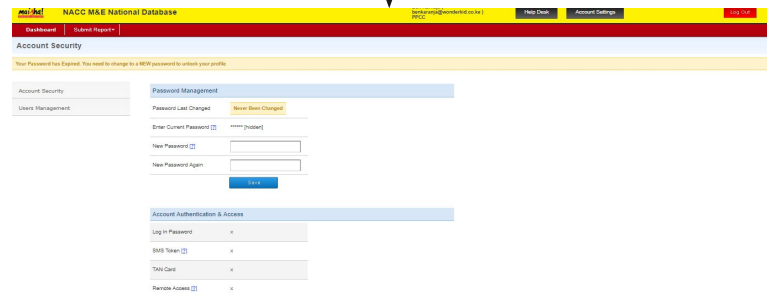 maisha! NACC M&E National Database
benkaranja@wonderkid.co.ke )
PPCC
Help Desk Account Settings Log Out
Dashboard Submit Report
Account Security
Your Password has Expired. You need to change to a NEW password to unlock your profile
Account Security
Users Management
Password Management
Password Last Changed Never Been Changed
Enter Current Password [?] ****** [hidden]
New Password [?]
New Password Again
Save
Account Authentication & Access
Log in Password x
SMS Token [?] x
TAN Card x
Remote Access [?] x